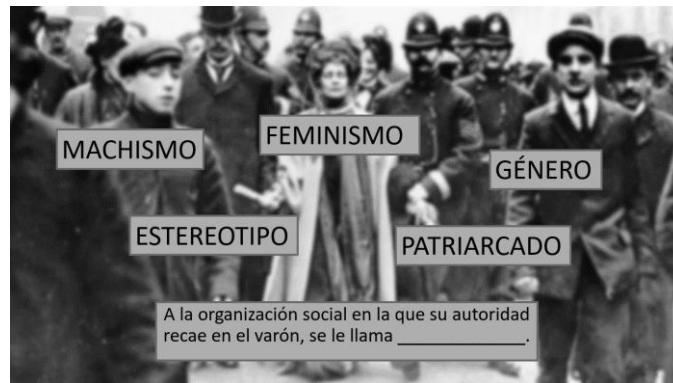 FEMINISMO
MACHISMO
GÉNERO
ESTEREOTIPO
PATRIARCADO
A la organización social en la que su autoridad
recae en el varón, se le llama ______________.